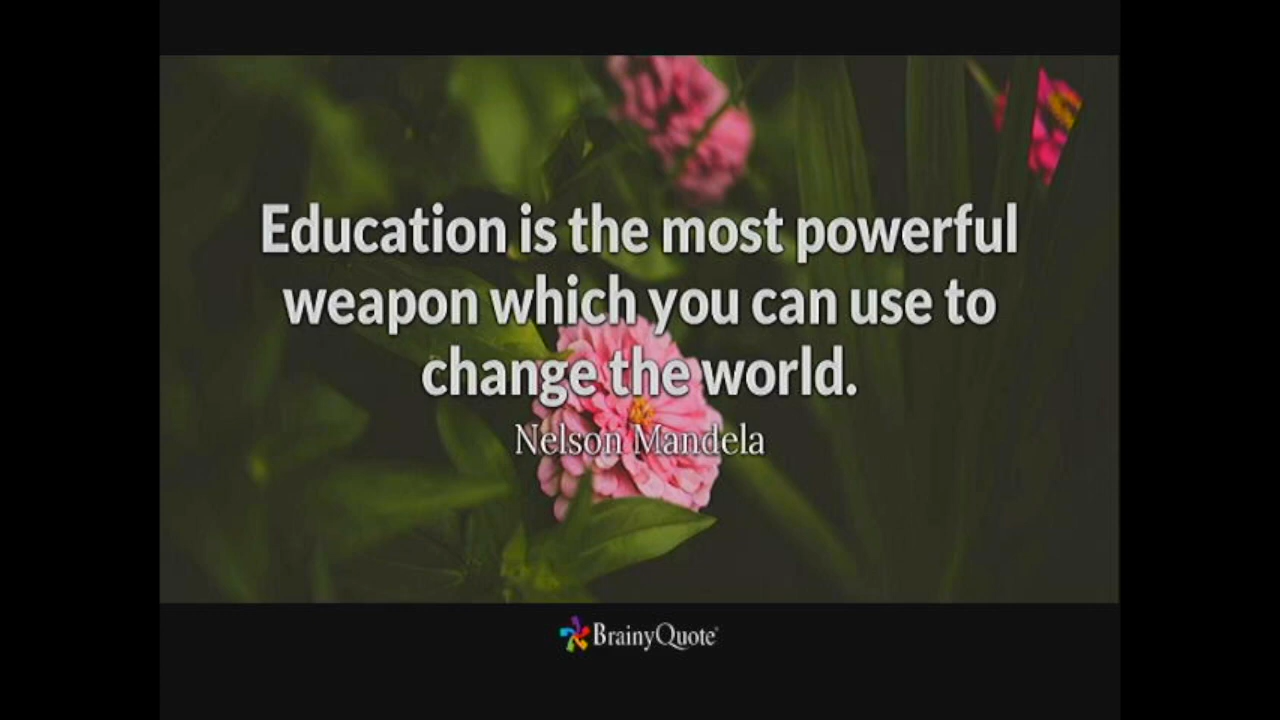 Education is the most powerful
weapon which you can use to
change the world.
Nelson Mandela
BrainyQuote